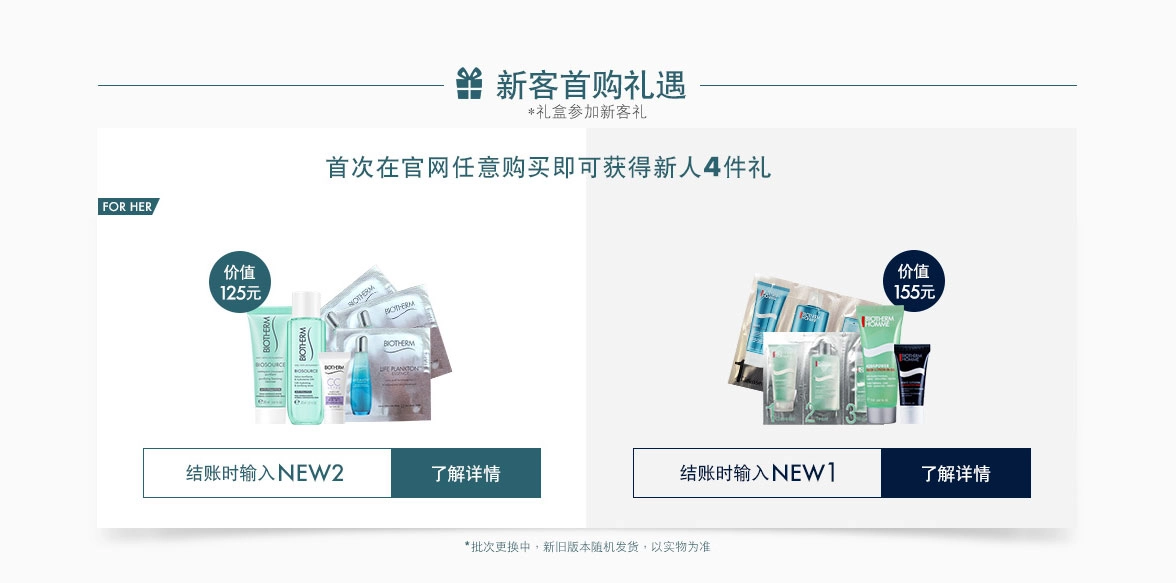 新客首购礼遇
*礼盒参加新客礼
首次在官网任意购买即可获得新人4件礼
FOR HER
价值
125元
BIOTHERM
BIOTHERM
BIOTHERM
BIOTHERM
BIOTHERM
BIOTHERM
BIOSOURCE
BIOSOURCE
CC
LIFE PLANKTON
ESSENCE
价值
155元
BIOTHERM
HOMME
BIOTHERM
HOMME
1
2
3
结账时输入NEW2
了解详情
结账时输入NEW1
了解详情
*批次更换中,新旧版本随机发货,以实物为准